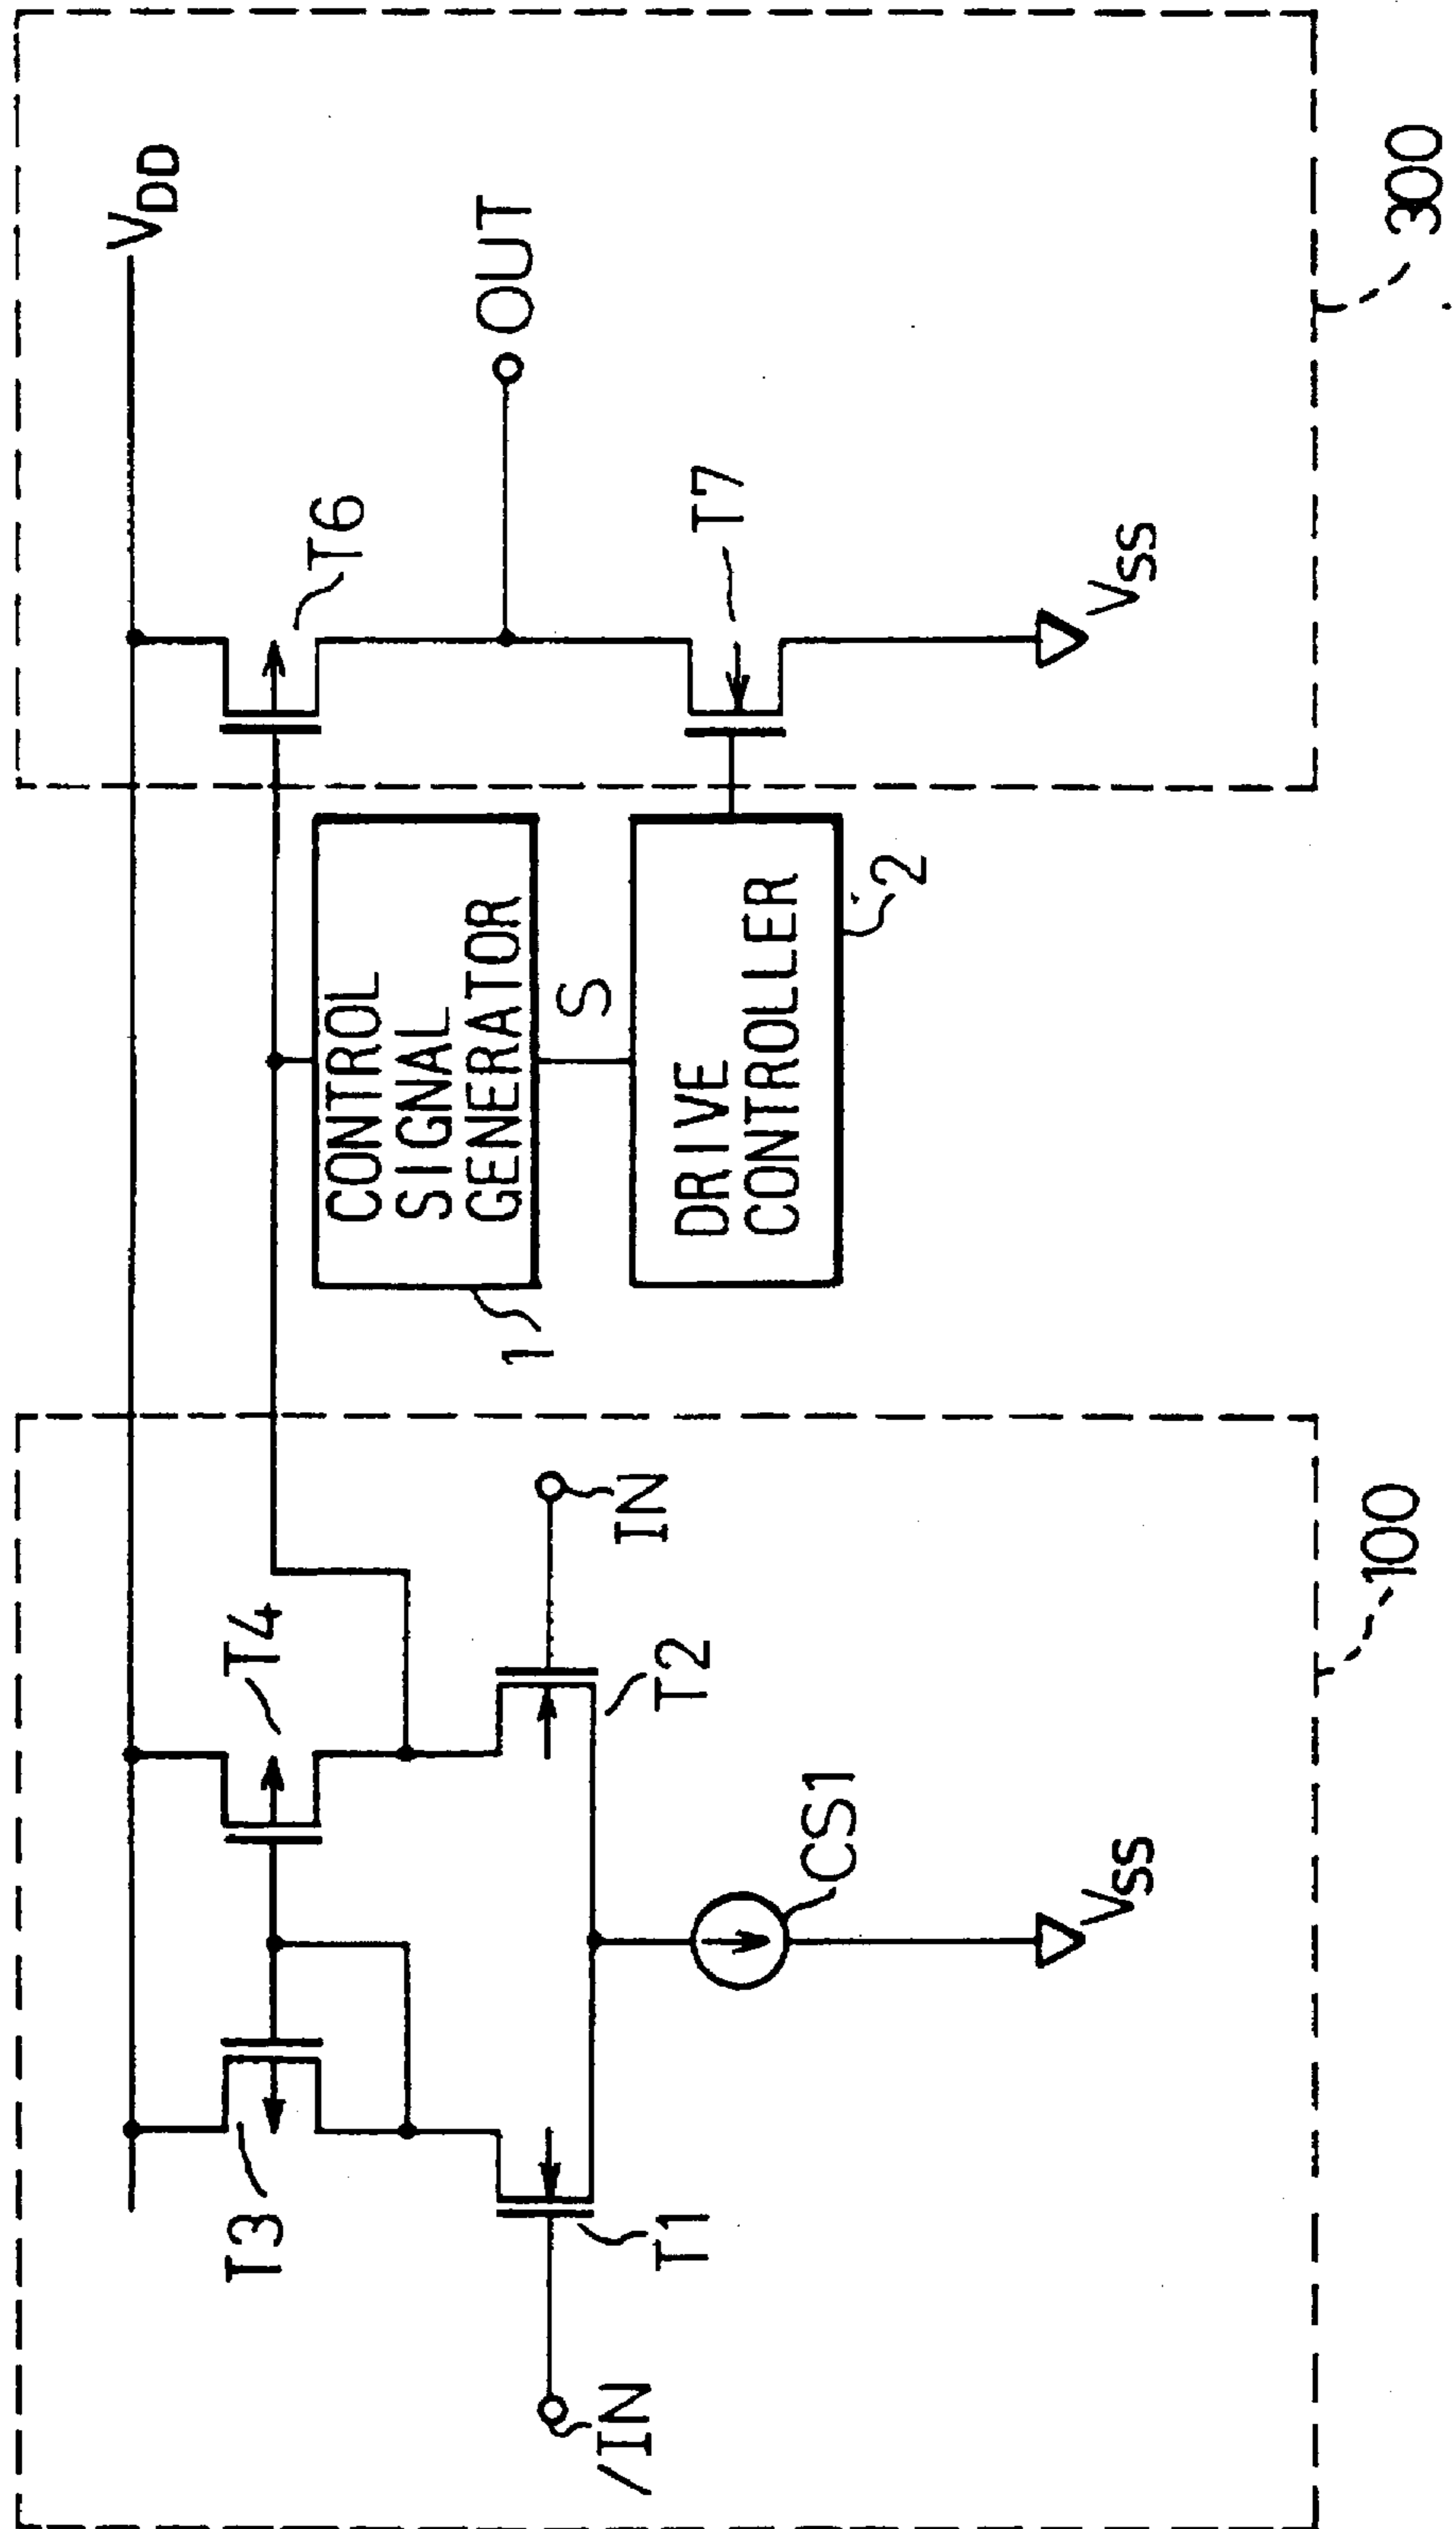 VDD
T3
T4
T6
OUT
CONTROL
SIGNAL
GENERATOR
1
S
/IN
T1
T2
IN
T7
DRIVE
CONTROLLER
2
CS1
VSS
VSS
100
300